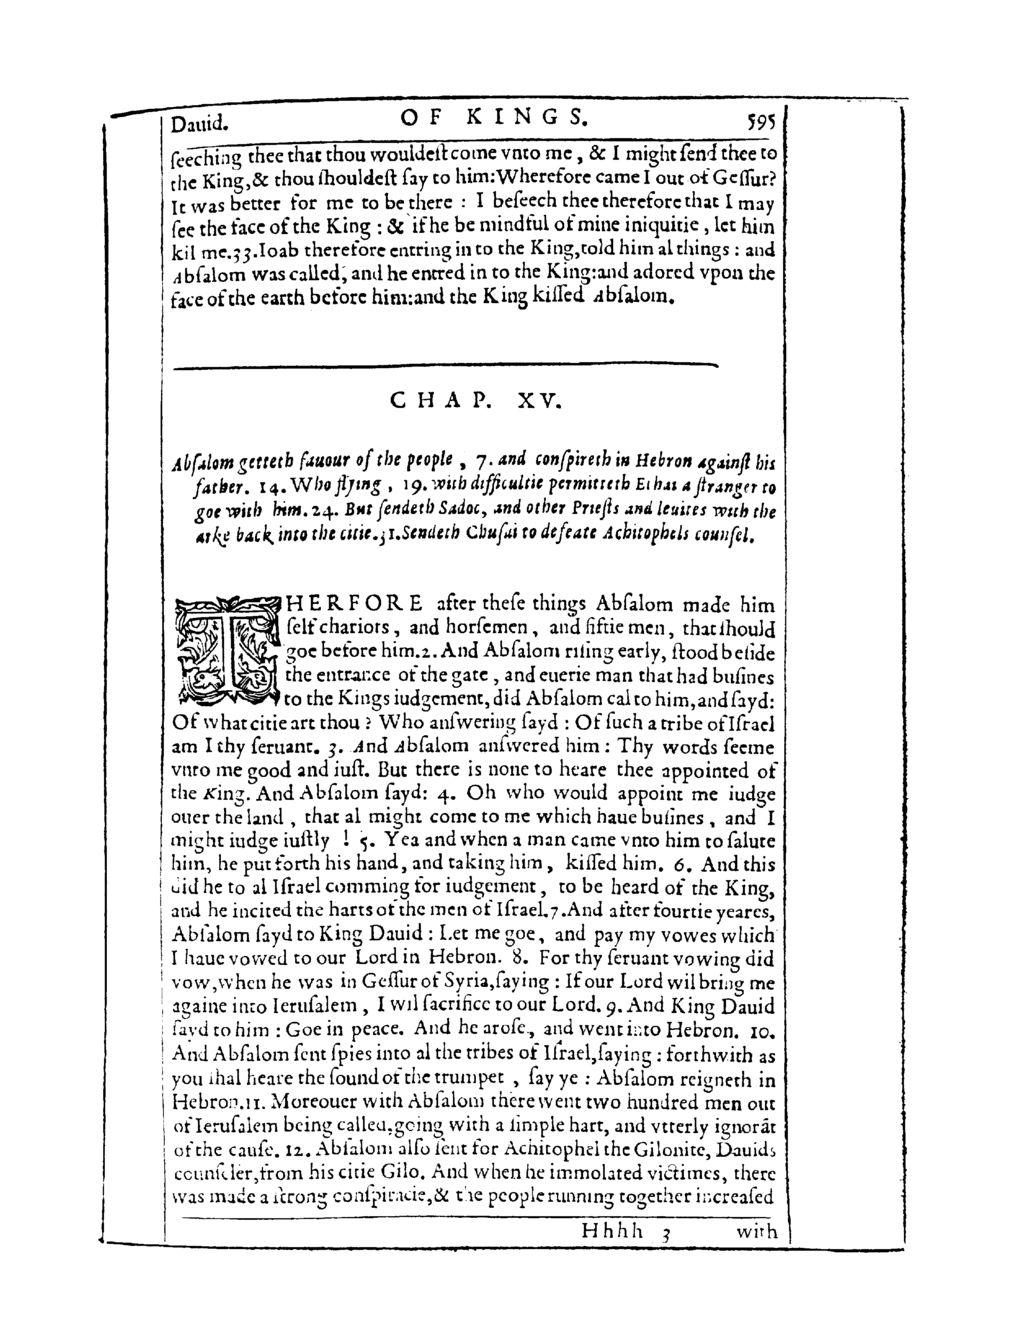 Dauid. OF KINGS. 595
ſeeching thee that thou wouldeſt come vnto me, & I might ſend thee to
the King,& thou ſhouldeſt ſay to him:Wherefore came I out of Geſſur?
It was better for me to be there : I beſeech thee therefore that I may
ſee the face of the King : & if he be mindful of mine iniquitie, let him
kil me.33.Ioab therefore entring in to the King,told him al things : and
Abſalom was called, and he entred in to the King:and adored vpon the
face of the earth before him:and the King kiſſed Abſalom.
CHAP. XV.
Abſalom getteth fauour of the people, 7. and conſpireth in Hebron againſt his
father. 14. Who flying, 19. with difficultie permitteth Ethai a ſtranger to
goe with him. 24. But ſendeth Sadoc, and other Prieſts and leuites with the
arke back into the citie.31.Sendeth Chuſai to defeate Achitophels counſel.
THERFORE after theſe things Abſalom made him
ſelf chariots, and horſemen, and fiftie men, that ſhould
goe before him.2. And Abſalom riſing early, ſtood beſide
the entrance of the gate, and euerie man that had buſines
to the Kings iudgement, did Abſalom cal to him, and ſayd:
Of what citie art thou ? Who anſwering ſayd : Of ſuch a tribe of Iſrael
am I thy ſeruant. 3. And Abſalom anſwered him : Thy words ſeeme
vnto me good and iuſt. But there is none to heare thee appointed of
the King. And Abſalom ſayd: 4. Oh who would appoint me iudge
ouer the land, that al might come to me which haue buſines, and I
might iudge iuſtly ! 5. Yea and when a man came vnto him to ſalute
him, he put forth his hand, and taking him, kiſſed him. 6. And this
did he to al Iſrael comming for iudgement, to be heard of the King,
and he incited the harts of the men of Iſrael.7.And after fourtie yeares,
Abſalom ſayd to King Dauid : Let me goe, and pay my vowes which
I haue vowed to our Lord in Hebron. 8. For thy ſeruant vowing did
vow,when he was in Geſſur of Syria,ſaying : If our Lord wil bring me
againe into Ieruſalem, I wil ſacrifice to our Lord. 9. And King Dauid
ſayd to him : Goe in peace. And he aroſe, and went into Hebron. 10.
And Abſalom ſent ſpies into al the tribes of Iſrael,ſaying : forthwith as
you ſhal heare the ſound of the trumpet, ſay ye : Abſalom reigneth in
Hebron.11. Moreouer with Abſalom there went two hundred men out
of Ieruſalem being called,going with a ſimple hart, and vtterly ignorãt
of the cauſe. 12. Abſalom alſo ſent for Achitophel the Gilonite, Dauids
counſeler,from his citie Gilo. And when he immolated victimes, there
was made a ſtrong conſpiracie,& the people running together increaſed
Hhhh 3 with